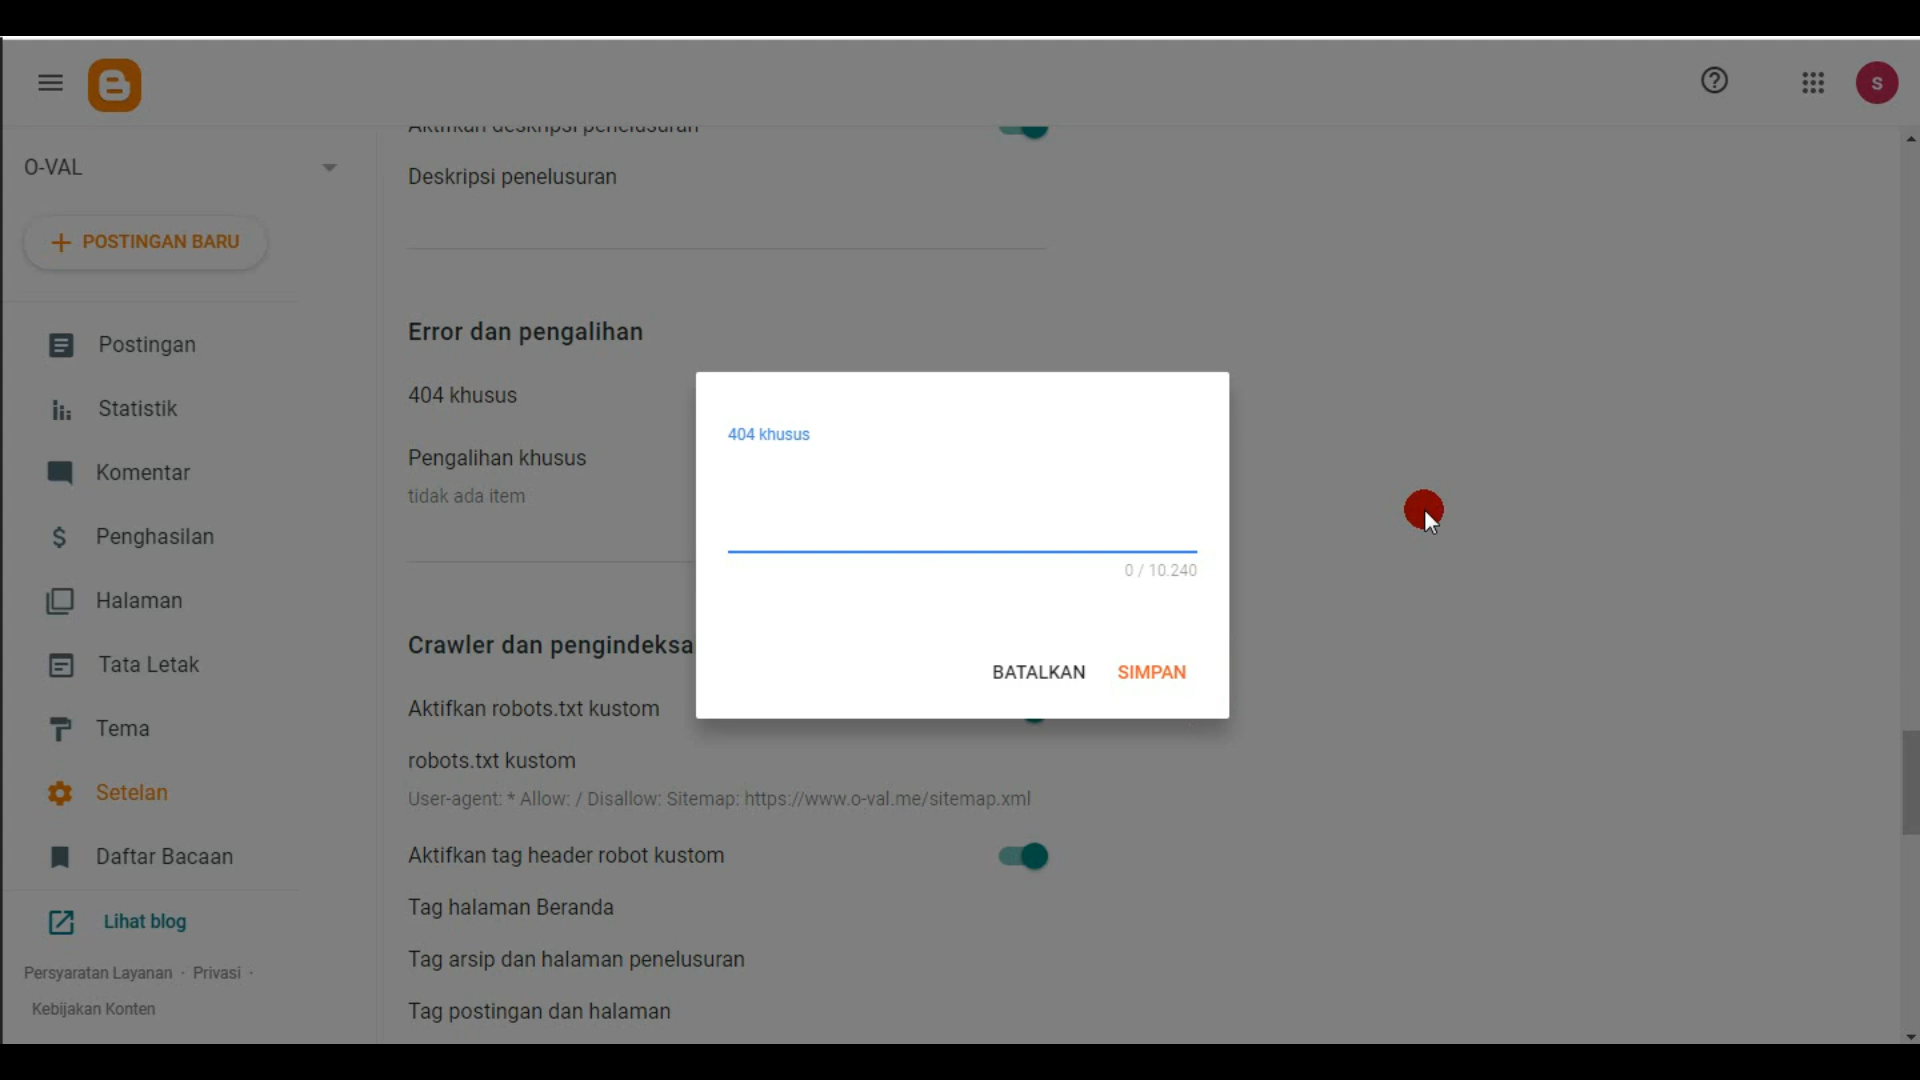 S
O-VAL
POSTINGAN BARU
Postingan
Statistik
Komentar
Penghasilan
Halaman
Tata Letak
Tema
Setelan
Daftar Bacaan
Lihat blog
Persyaratan Layanan · Privasi ·
Kebijakan Konten
Aktifkan deskripsi penelusuran
Deskripsi penelusuran
Error dan pengalihan
404 khusus
Pengalihan khusus
tidak ada item
Crawler dan pengindeksa
Aktifkan robots.txt kustom
robots.txt kustom
User-agent: * Allow: / Disallow: Sitemap: https://www.o-val.me/sitemap.xml
Aktifkan tag header robot kustom
Tag halaman Beranda
Tag arsip dan halaman penelusuran
Tag postingan dan halaman
404 khusus
0 / 10.240
BATALKAN SIMPAN